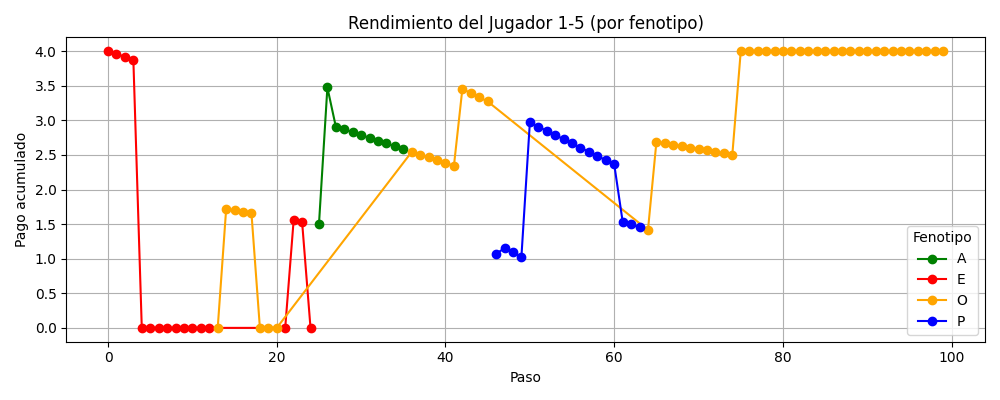 Rendimiento del Jugador 1-5 (por fenotipo)
Pago acumulado
4.0
3.5
3.0
2.5
2.0
1.5
1.0
0.5
0.0
0 20 40 60 80 100
Paso
Fenotipo
A
E
O
P